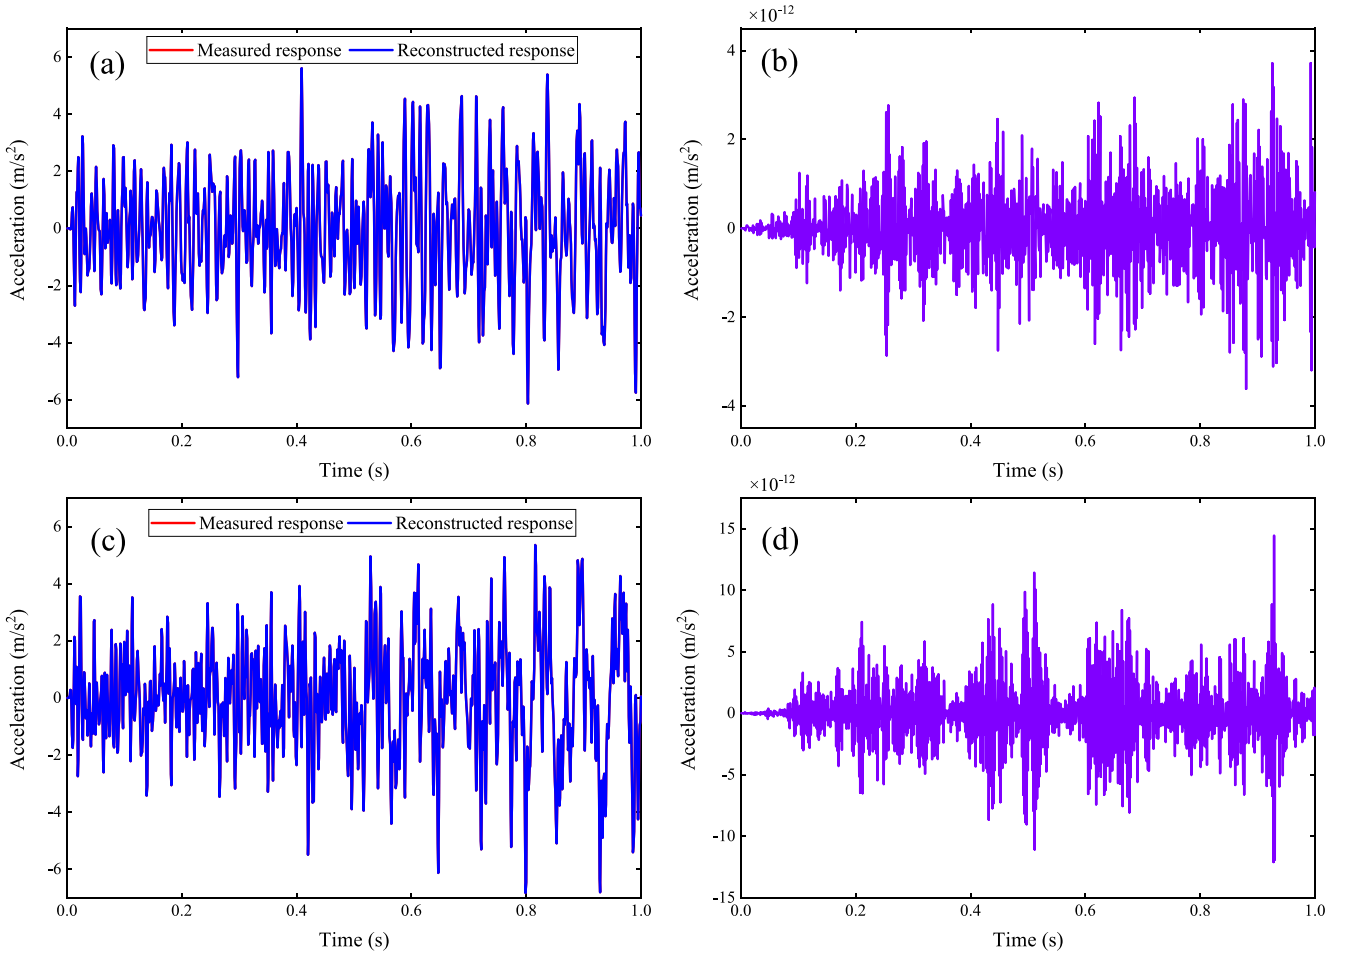 (a)
Measured response Reconstructed response
Acceleration (m/s²)
6
4
2
0
-2
-4
-6
0.0 0.2 0.4 0.6 0.8 1.0
Time (s)
×10⁻¹²
(b)
Acceleration (m/s²)
4
2
0
-2
-4
0.0 0.2 0.4 0.6 0.8 1.0
Time (s)
(c)
Measured response Reconstructed response
Acceleration (m/s²)
6
4
2
0
-2
-4
-6
0.0 0.2 0.4 0.6 0.8 1.0
Time (s)
×10⁻¹²
(d)
Acceleration (m/s²)
15
10
5
0
-5
-10
-15
0.0 0.2 0.4 0.6 0.8 1.0
Time (s)